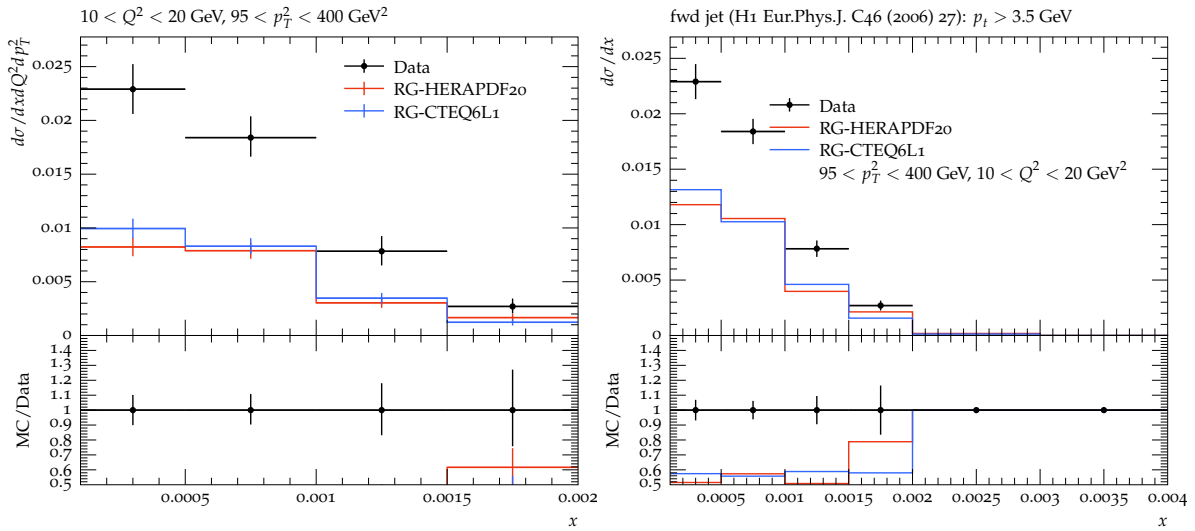 10 < Q² < 20 GeV, 95 < p_T² < 400 GeV²
dσ/dxdQ²dp_T²
0.025
0.02
0.015
0.01
0.005
0
Data
RG-HERAPDF20
RG-CTEQ6L1
MC/Data
1.4
1.3
1.2
1.1
1
0.9
0.8
0.7
0.6
0.5
0.0005 0.001 0.0015 0.002
x
fwd jet (H1 Eur.Phys.J. C46 (2006) 27): p_t > 3.5 GeV
dσ/dx
0.025
0.02
0.015
0.01
0.005
0
Data
RG-HERAPDF20
RG-CTEQ6L1
95 < p_T² < 400 GeV, 10 < Q² < 20 GeV²
MC/Data
1.4
1.3
1.2
1.1
1
0.9
0.8
0.7
0.6
0.5
0.0005 0.001 0.0015 0.002 0.0025 0.003 0.0035 0.004
x